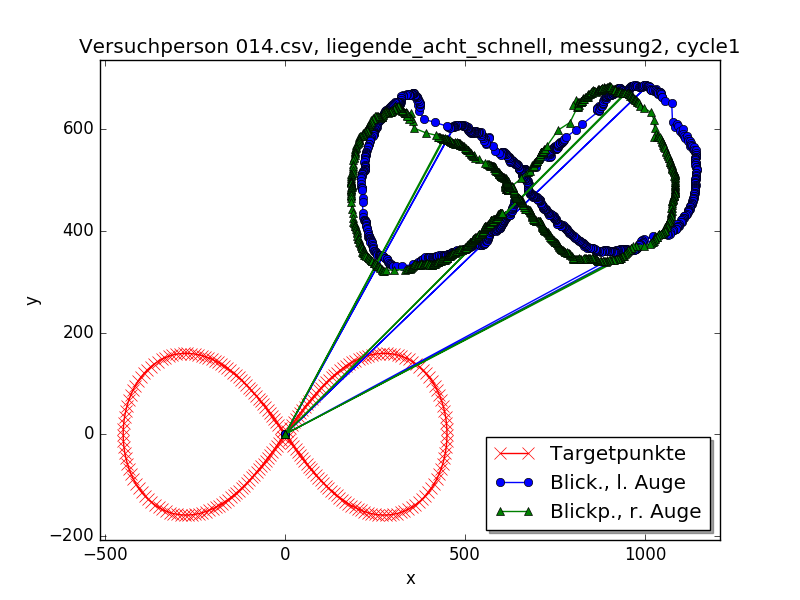 Versuchperson 014.csv, liegende_acht_schnell, messung2, cycle1
y
600
400
200
0
−200
−500
0
500
1000
x
Targetpunkte
Blick., l. Auge
Blickp., r. Auge